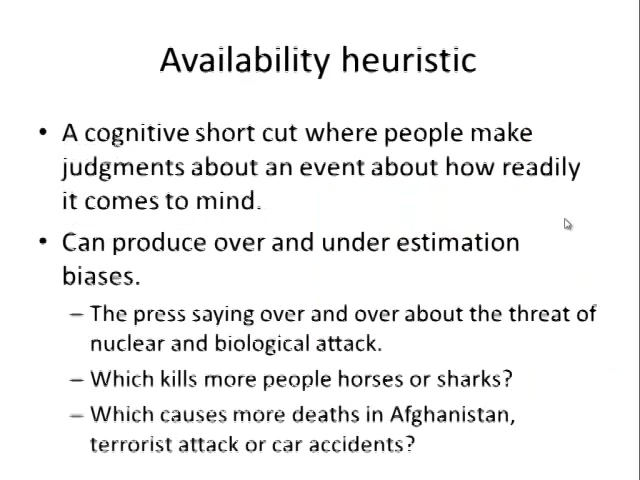 Availability heuristic
• A cognitive short cut where people make
judgments about an event about how readily
it comes to mind.
• Can produce over and under estimation
biases.
– The press saying over and over about the threat of
nuclear and biological attack.
– Which kills more people horses or sharks?
– Which causes more deaths in Afghanistan,
terrorist attack or car accidents?